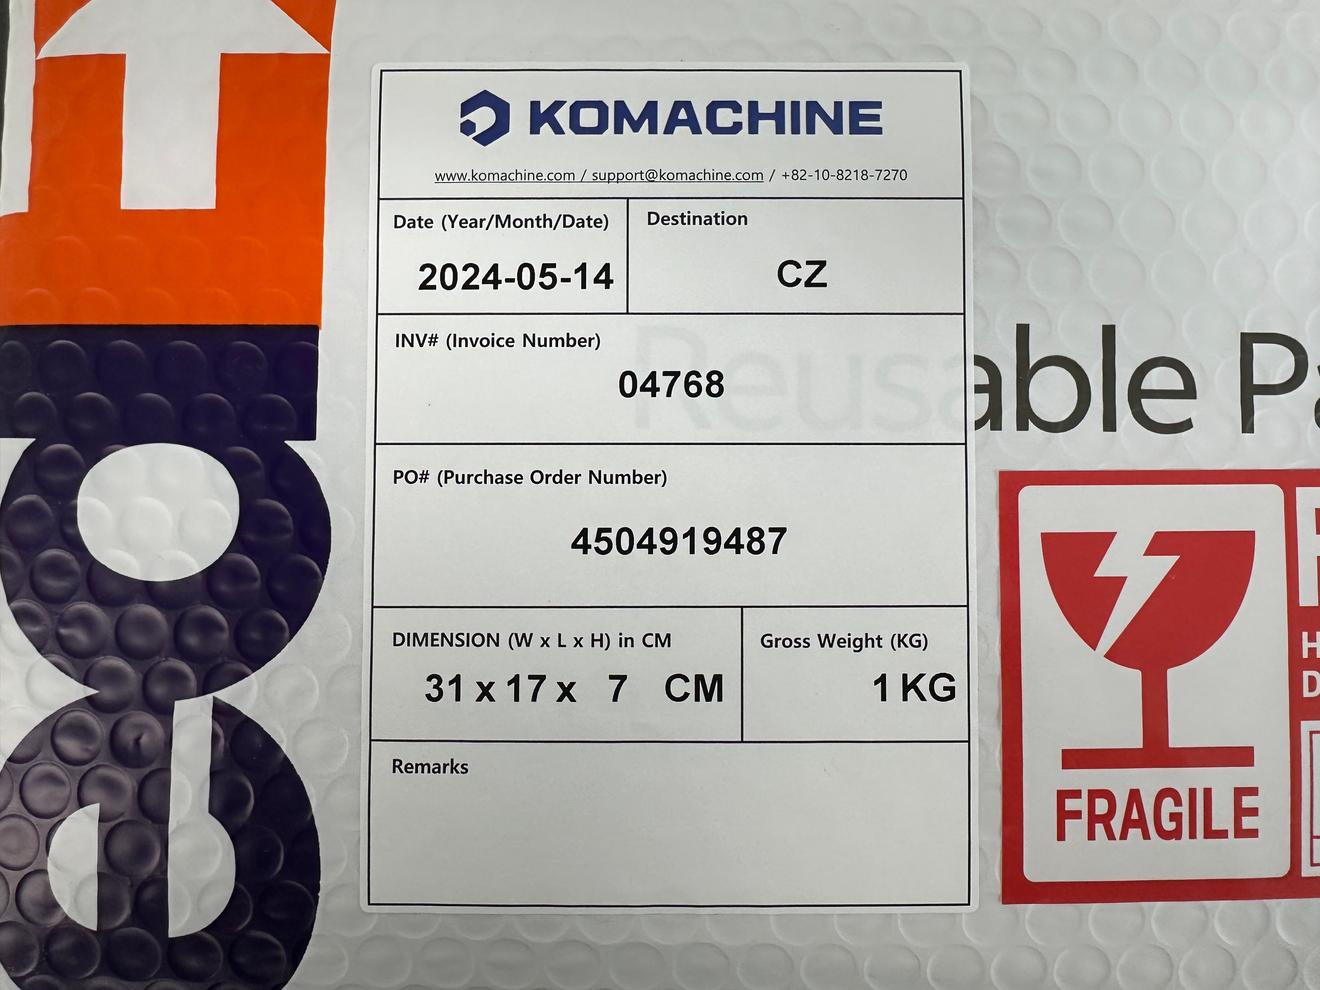 KOMACHINE
www.komachine.com / support@komachine.com / +82-10-8218-7270
Date (Year/Month/Date)
2024-05-14
Destination
CZ
INV# (Invoice Number)
04768
PO# (Purchase Order Number)
4504919487
DIMENSION (W x L x H) in CM
31 x 17 x 7 CM
Gross Weight (KG)
1 KG
Remarks
Reusable Pa
FRAGILE